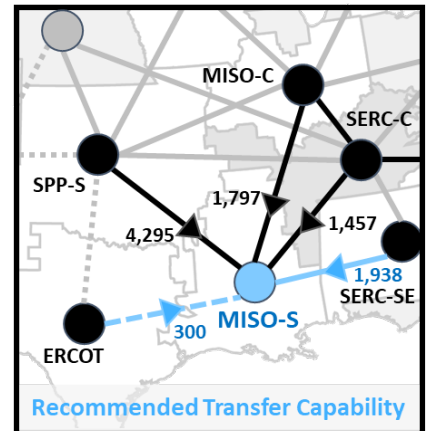 MISO-C
SERC-C
SPP-S
1,797
1,457
4,295
1,938
SERC-SE
MISO-S
300
ERCOT
Recommended Transfer Capability